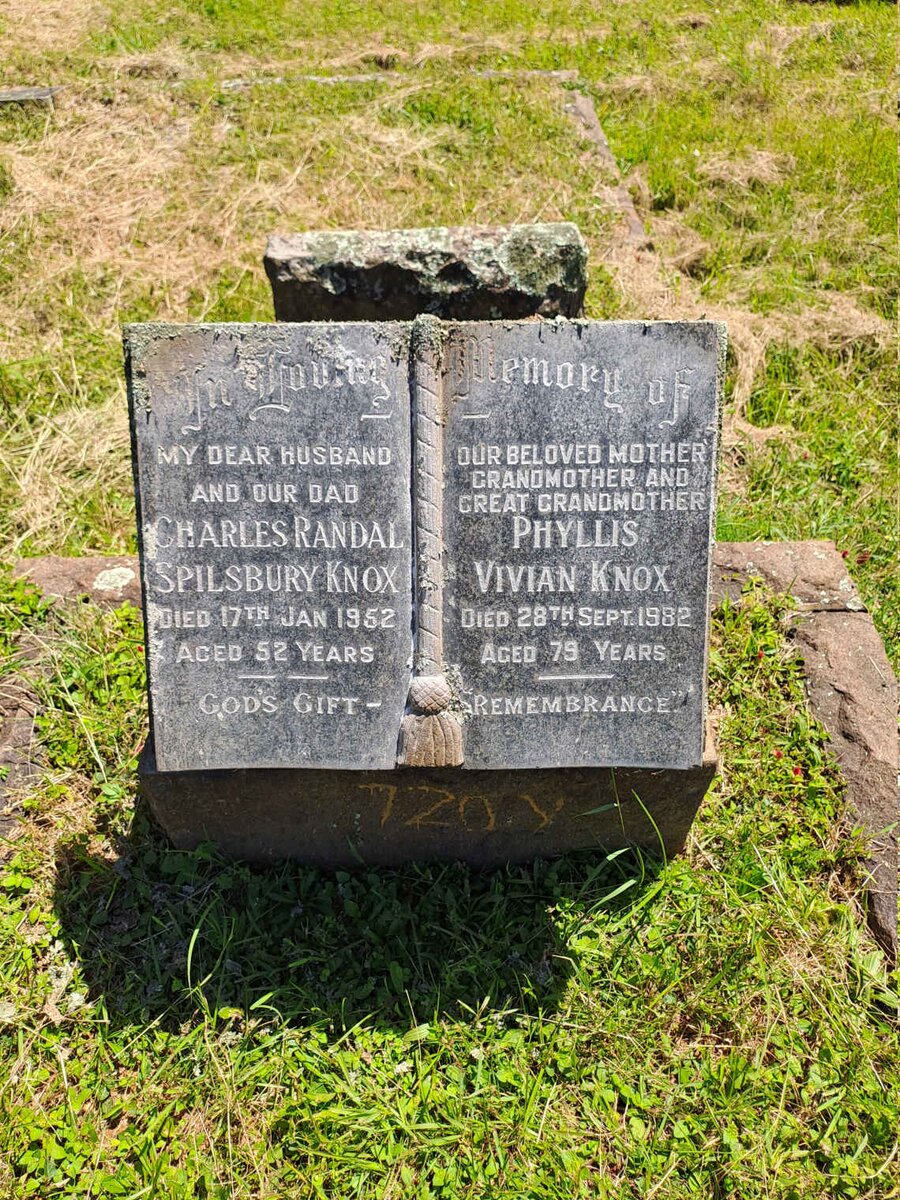 In Loving
MY DEAR HUSBAND
AND OUR DAD
CHARLES RANDAL
SPILSBURY KNOX
DIED 17TH JAN 1952
AGED 52 YEARS
GOD'S GIFT -
Memory of
OUR BELOVED MOTHER
GRANDMOTHER AND
GREAT GRANDMOTHER
PHYLLIS
VIVIAN KNOX
DIED 28TH SEPT. 1982
AGED 79 YEARS
"REMEMBRANCE"